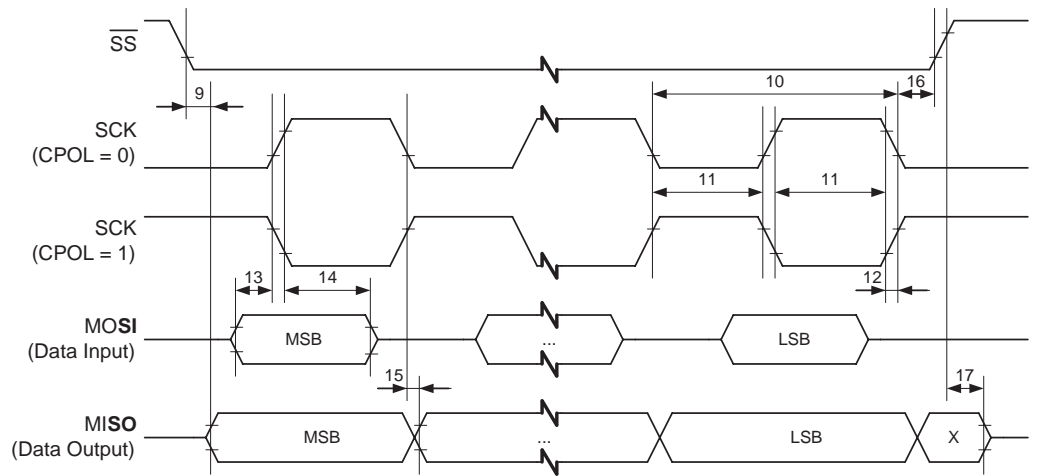 SS
9
10
16
SCK
(CPOL = 0)
11
11
SCK
(CPOL = 1)
12
13
14
MOSI
(Data Input)
MSB
...
LSB
15
17
MISO
(Data Output)
MSB
...
LSB
X